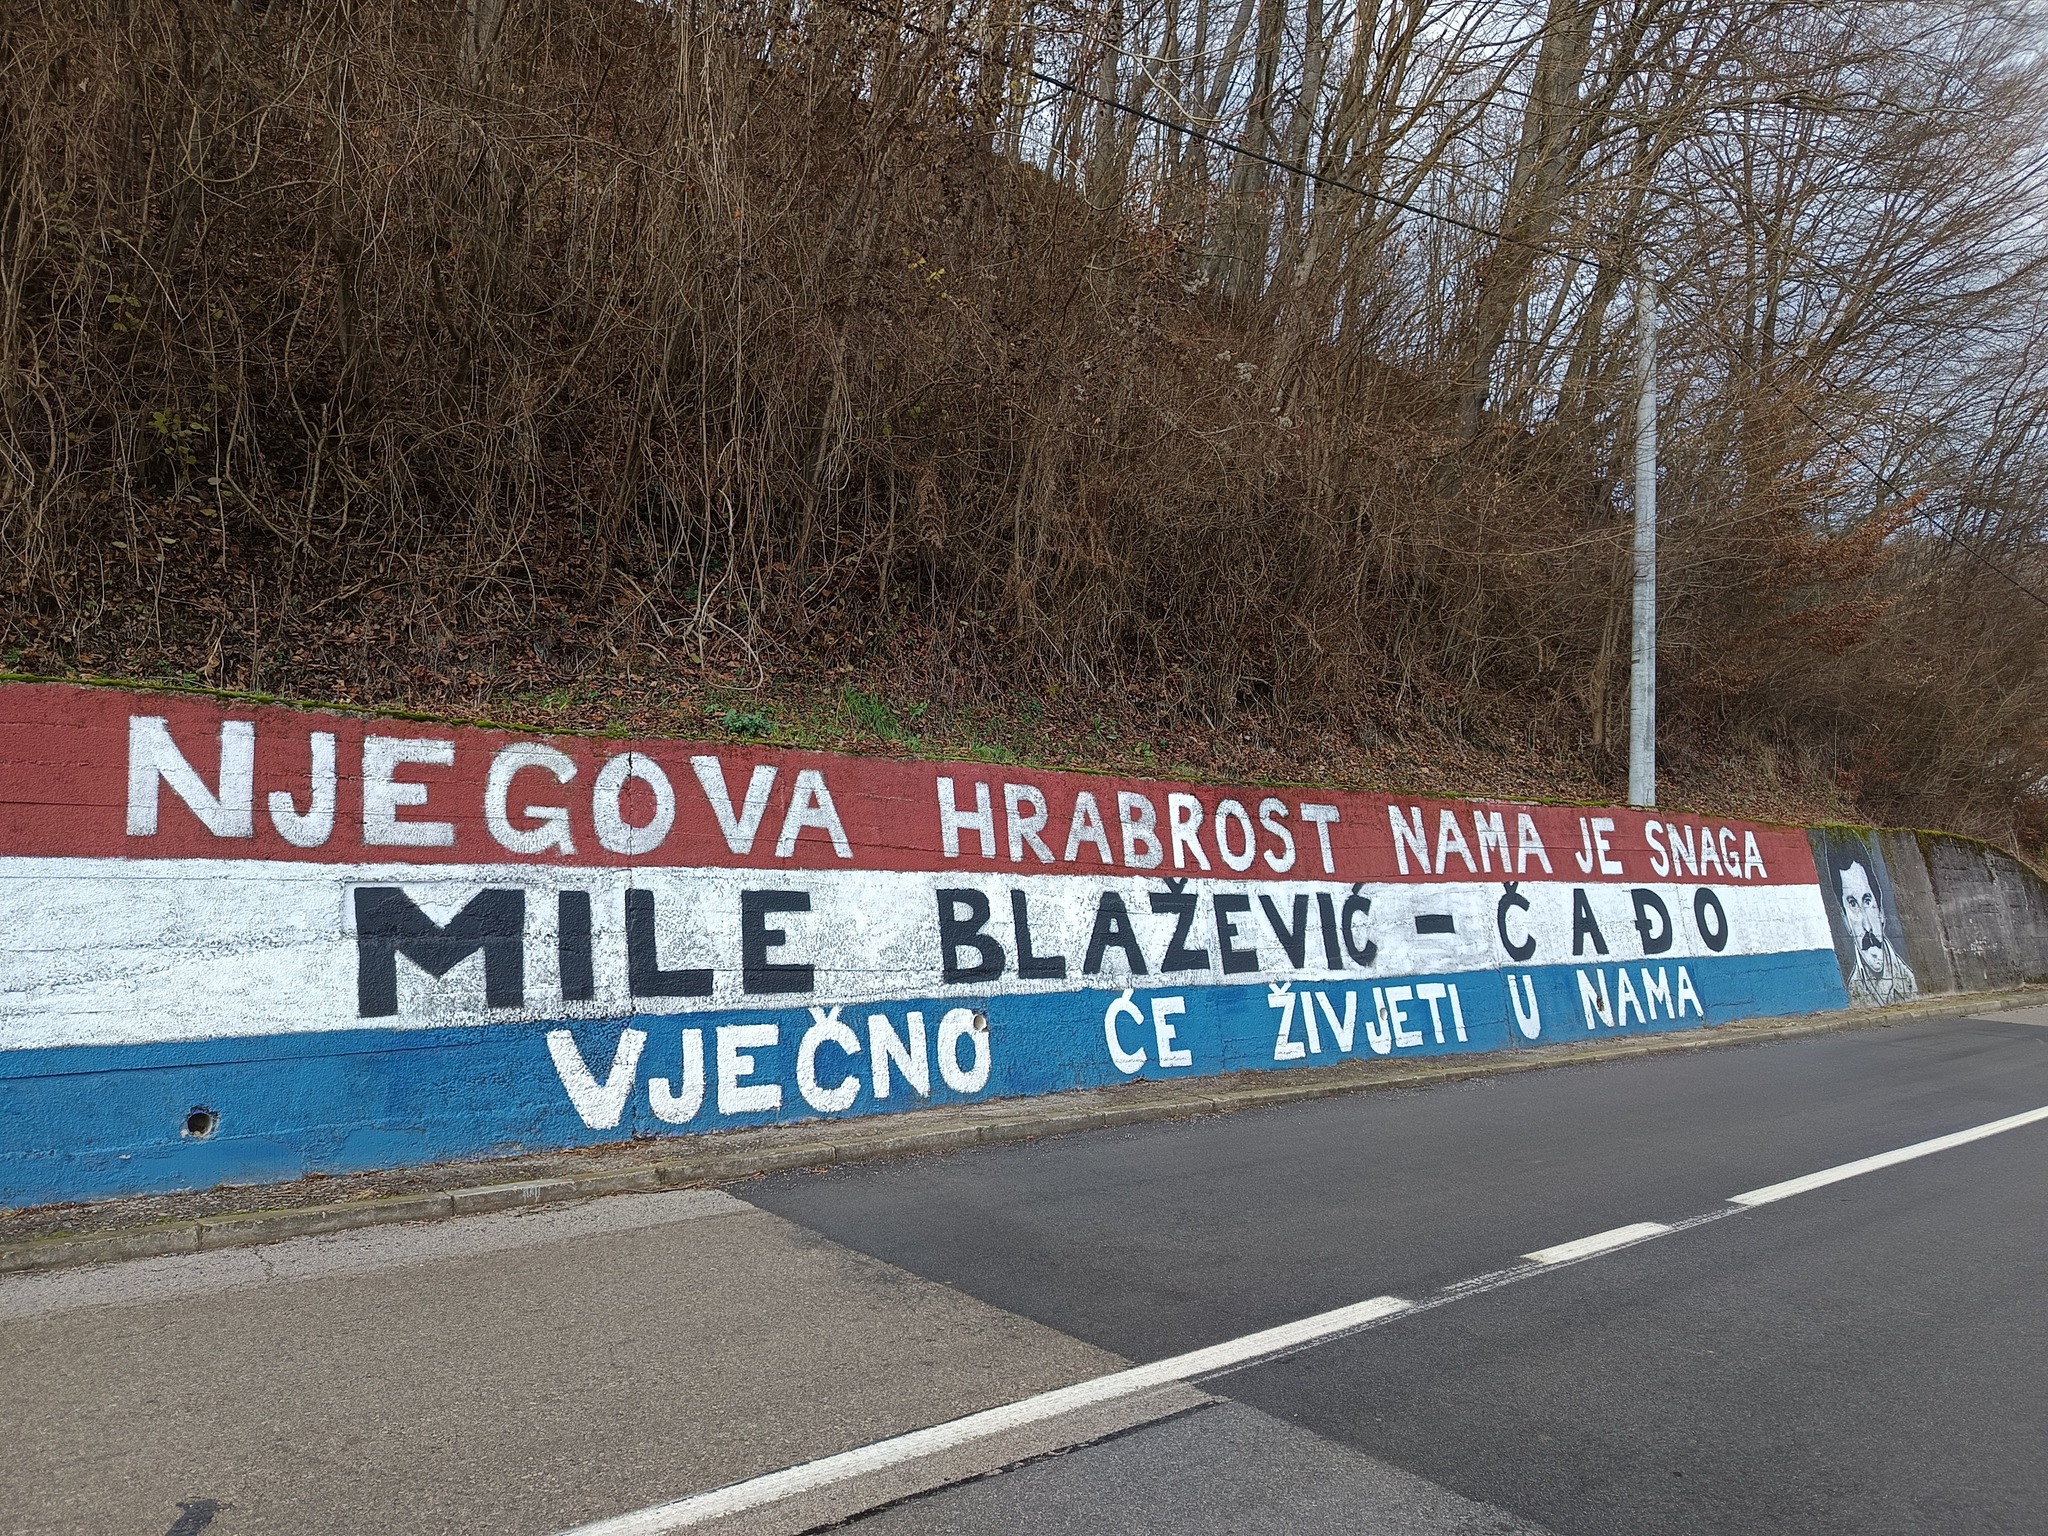 NJEGOVA HRABROST NAMA JE SNAGA
MILE BLAŽEVIĆ - ČAĐO
VJEČNO ĆE ŽIVJETI U NAMA